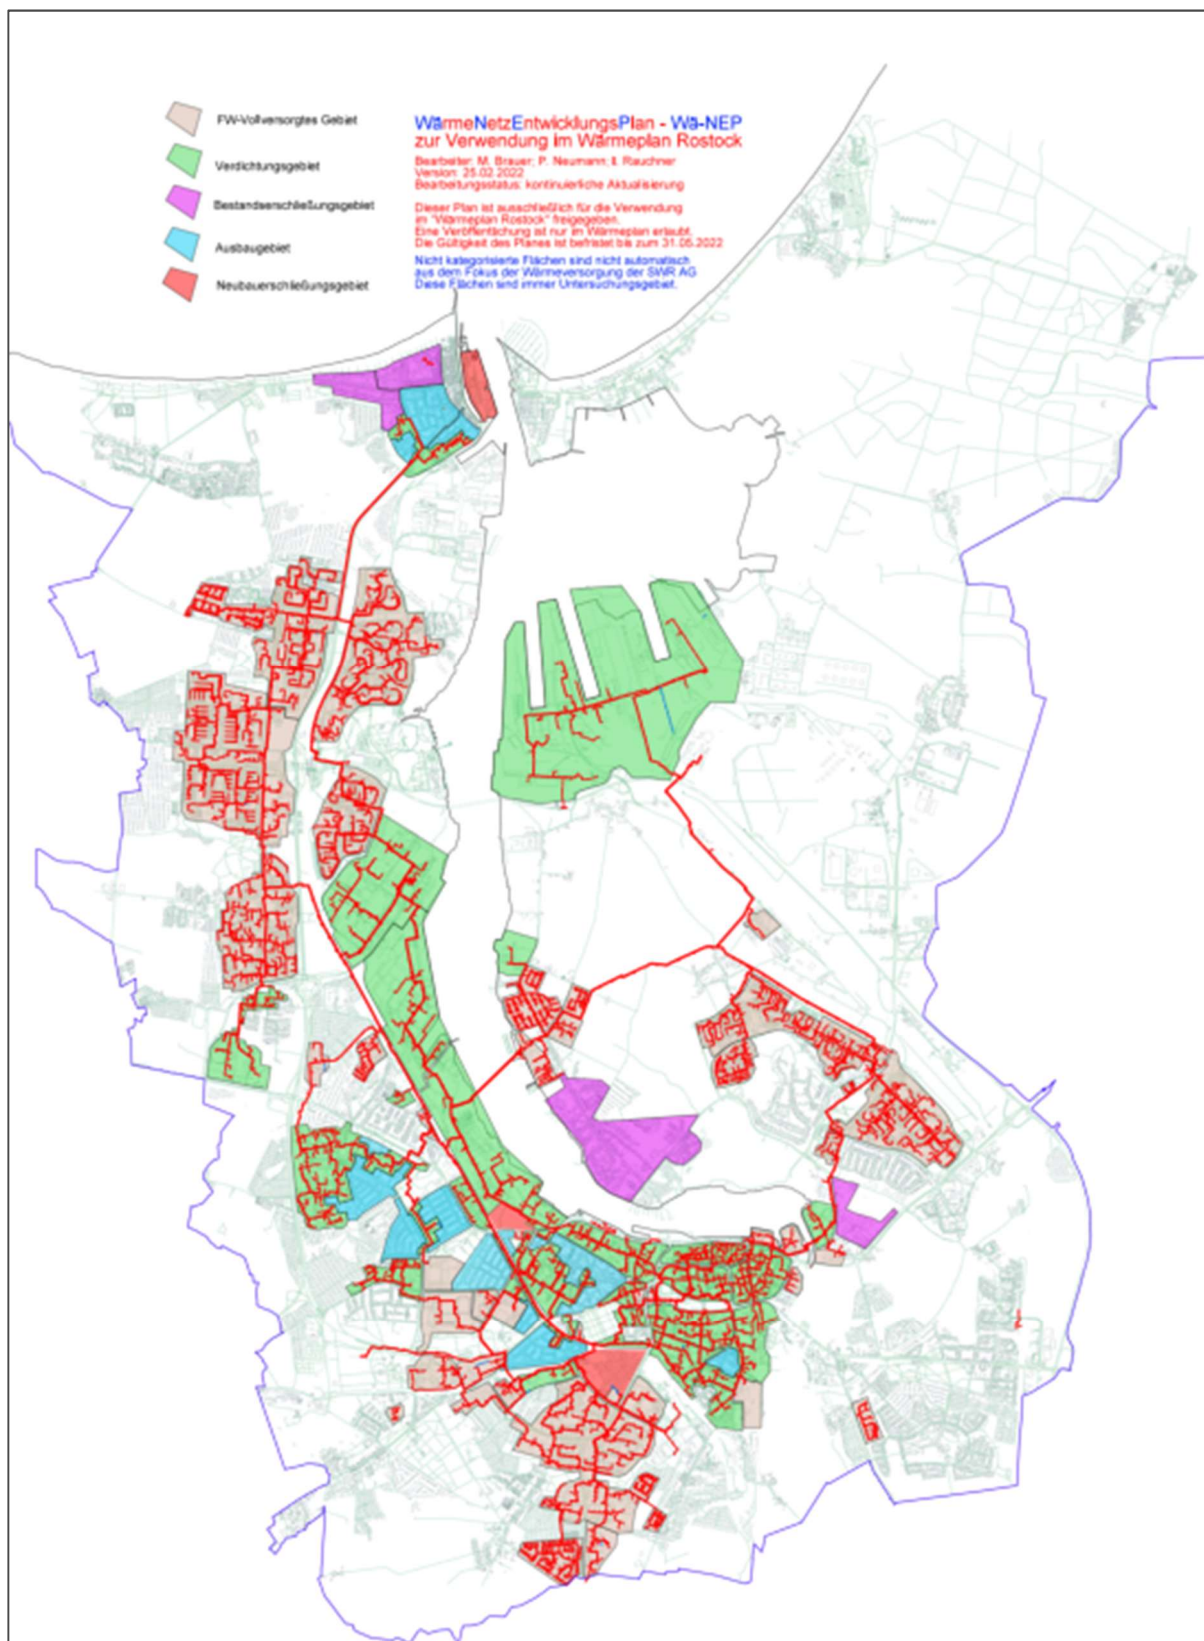 FW-Vollversorgtes Gebiet
Verdichtungsgebiet
Bestandserschließungsgebiet
Ausbaugebiet
Neubauerschließungsgebiet
WärmeNetzEntwicklungsPlan - Wä-NEP
zur Verwendung im Wärmeplan Rostock
Bearbeiter: M. Brauer; P. Neumann; I. Rauchner
Version: 25.02.2022
Bearbeitungsstatus: kontinuierliche Aktualisierung
Dieser Plan ist ausschließlich für die Verwendung
im "Wärmeplan Rostock" freigegeben.
Eine Veröffentlichung ist nur im Wärmeplan erlaubt.
Die Gültigkeit des Planes ist befristet bis zum 31.05.2022
Nicht kategorisierte Flächen sind nicht automatisch
aus dem Fokus der Wärmeversorgung der SWR AG
Diese Flächen sind immer Untersuchungsgebiet.